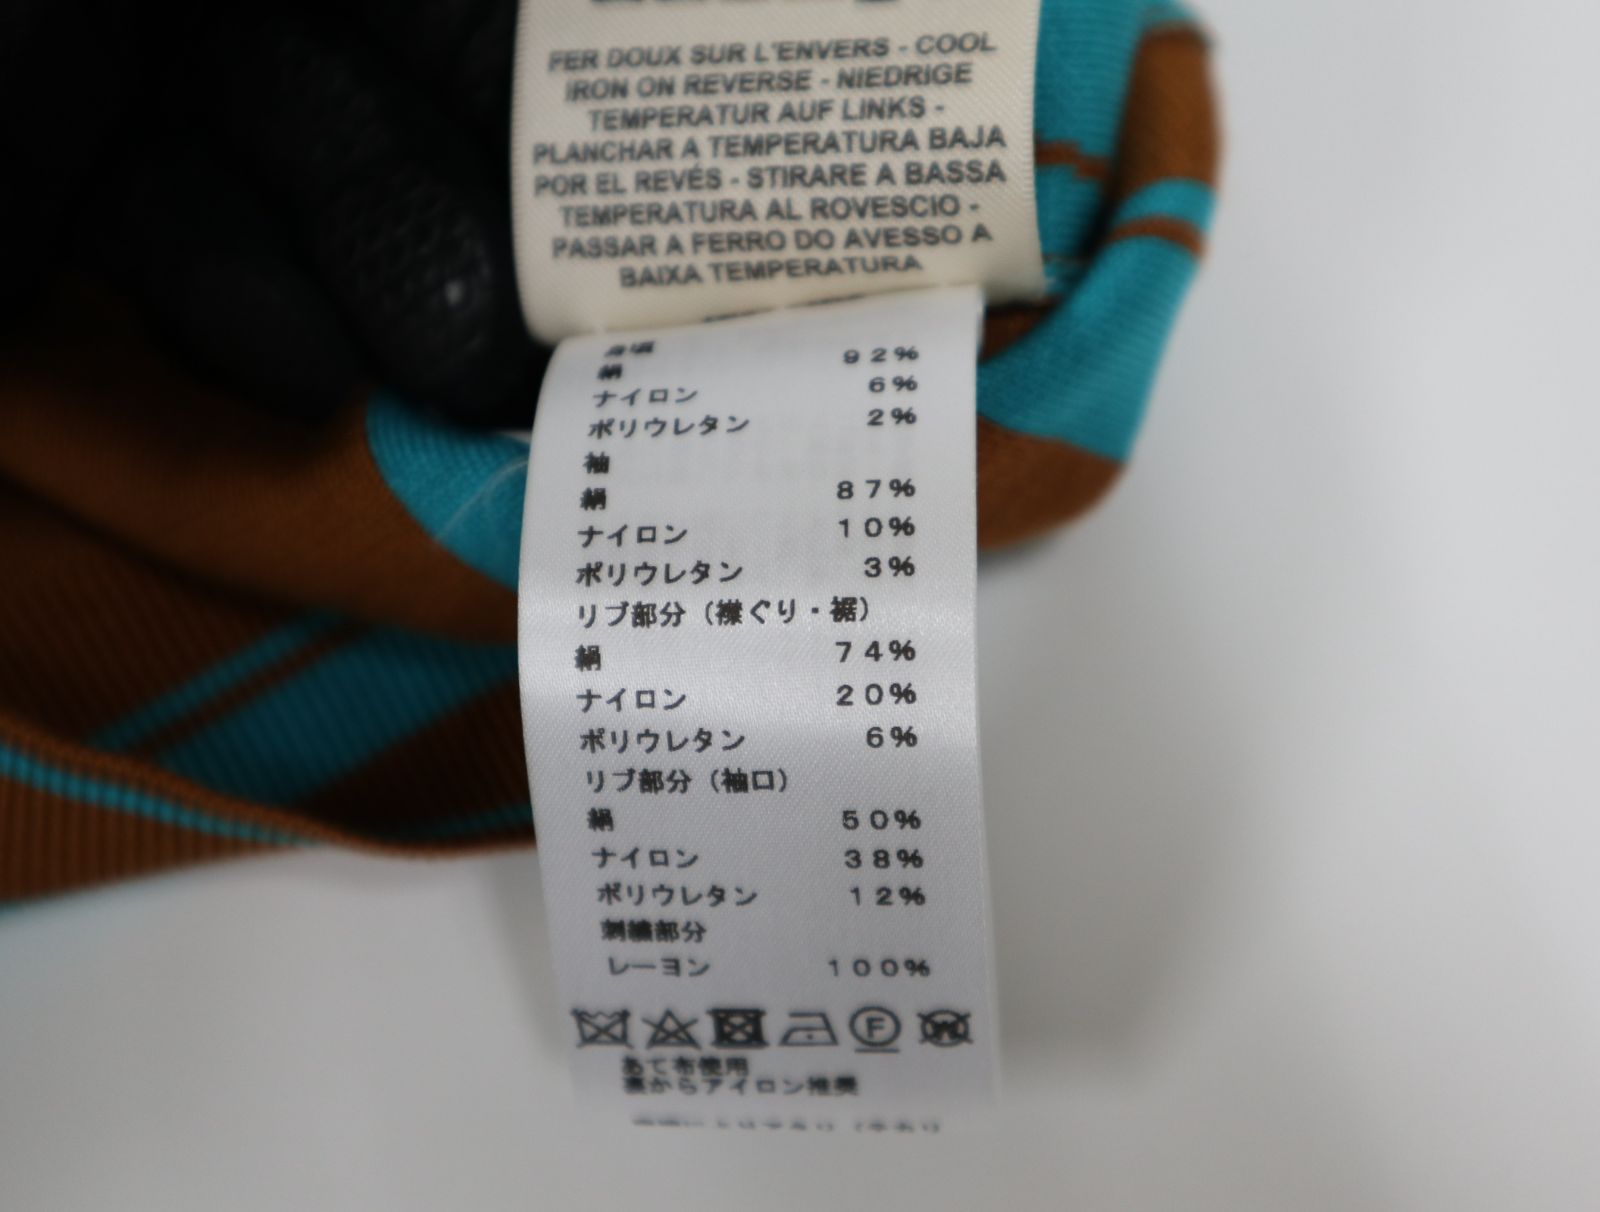 FER DOUX SUR L'ENVERS - COOL
IRON ON REVERSE - NIEDRIGE
TEMPERATUR AUF LINKS -
PLANCHAR A TEMPERATURA BAJA
POR EL REVÉS - STIRARE A BASSA
TEMPERATURA AL ROVESCIO -
PASSAR A FERRO DO AVESSO A
BAIXA TEMPERATURA
身頃
絹 92%
ナイロン 6%
ポリウレタン 2%
袖
絹 87%
ナイロン 10%
ポリウレタン 3%
リブ部分（襟ぐり・裾）
絹 74%
ナイロン 20%
ポリウレタン 6%
リブ部分（袖口）
絹 50%
ナイロン 38%
ポリウレタン 12%
刺繍部分
レーヨン 100%
F W
あて布使用
裏からアイロン推奨